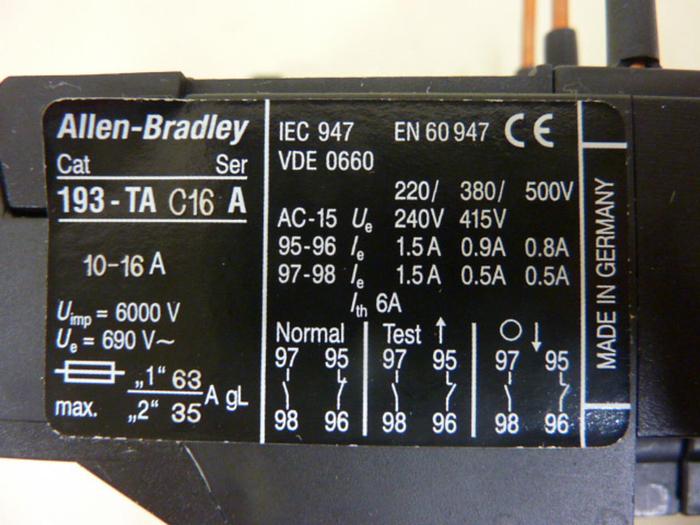 Allen-Bradley
Cat Ser
193-TA C16 A
10-16 A
Uimp = 6000 V
Ue = 690 V~
max. „1“ 63
„2“ 35 A gL
IEC 947 EN 60 947 CE
VDE 0660
220/ 380/ 500V
AC-15 Ue 240V 415V
95-96 Ie 1.5A 0.9A 0.8A
97-98 Ie 1.5A 0.5A 0.5A
Ith 6A
Normal Test ↑ O ↓
97 95 97 95 97 95
98 96 98 96 98 96
MADE IN GERMANY